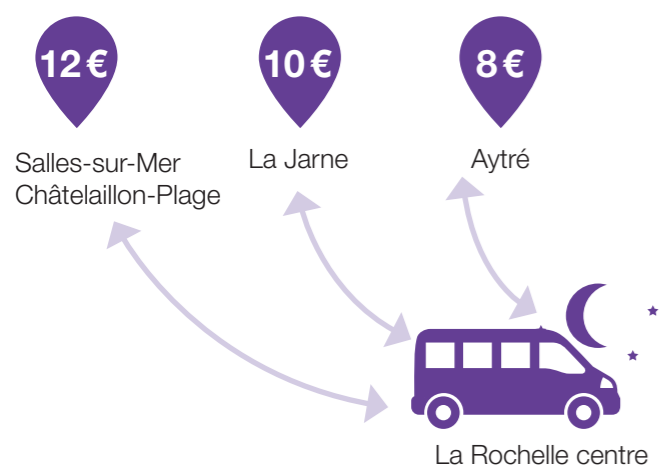 12 €
10 €
8 €
Salles-sur-Mer
Châtelaillon-Plage
La Jarne
Aytré
La Rochelle centre